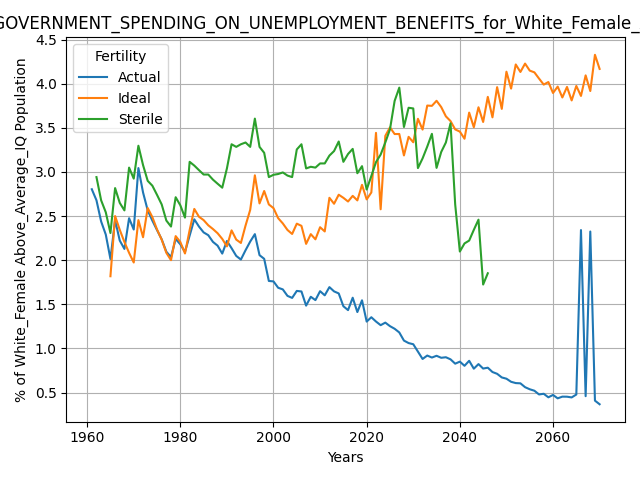 GOVERNMENT_SPENDING_ON_UNEMPLOYMENT_BENEFITS_for_White_Female_
Fertility
Actual
Ideal
Sterile
% of White_Female Above_Average_IQ Population
4.5
4.0
3.5
3.0
2.5
2.0
1.5
1.0
0.5
1960 1980 2000 2020 2040 2060
Years